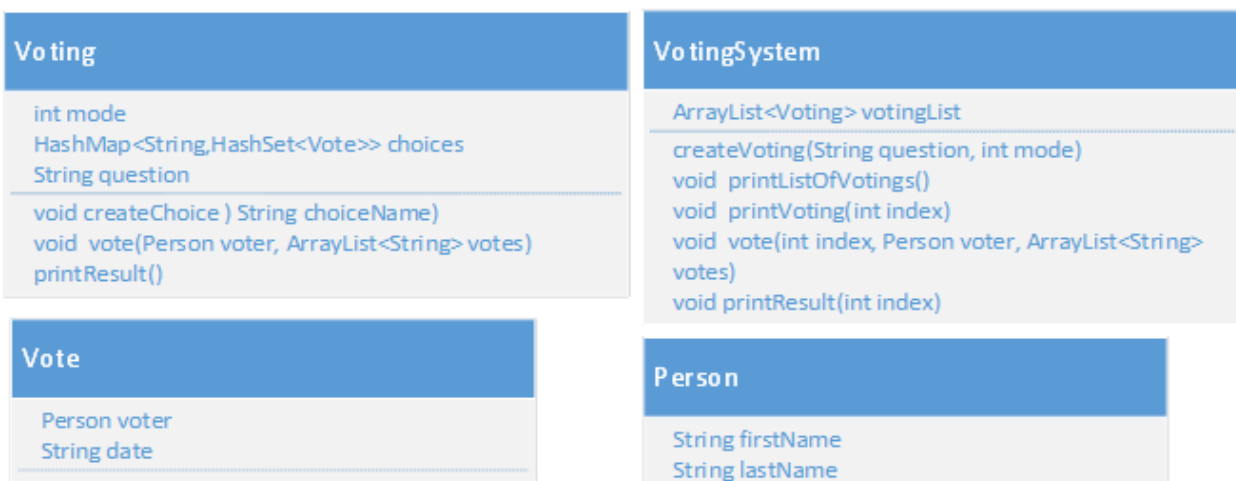 Voting
int mode
HashMap<String,HashSet<Vote>> choices
String question
void createChoice ) String choiceName)
void vote(Person voter, ArrayList<String> votes)
printResult()
VotingSystem
ArrayList<Voting> votingList
createVoting(String question, int mode)
void printListOfVotings()
void printVoting(int index)
void vote(int index, Person voter, ArrayList<String>
votes)
void printResult(int index)
Vote
Person voter
String date
Person
String firstName
String lastName